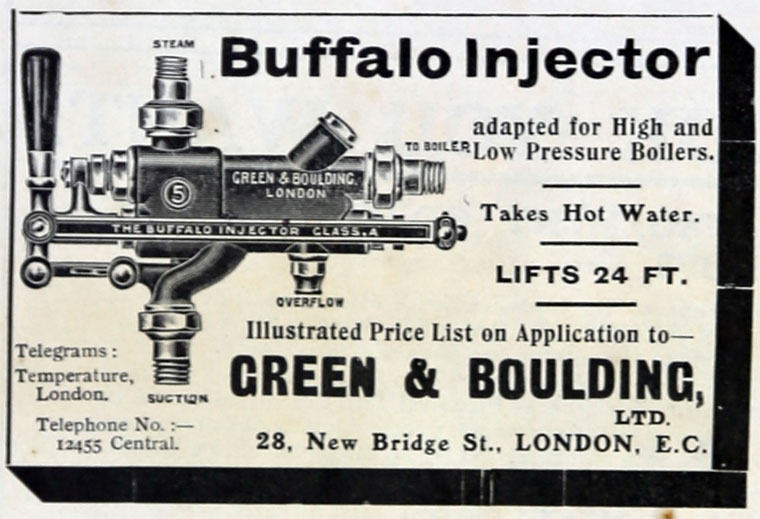 Buffalo Injector
STEAM
adapted for High and
Low Pressure Boilers.
TO BOILER
GREEN & BOULDING,
LONDON
5
THE BUFFALO INJECTOR CLASS, A
Takes Hot Water.
LIFTS 24 FT.
OVERFLOW
SUCTION
Illustrated Price List on Application to—
GREEN & BOULDING,
LTD.
28, New Bridge St., LONDON, E.C.
Telegrams:
Temperature,
London.
Telephone No. :—
12455 Central.